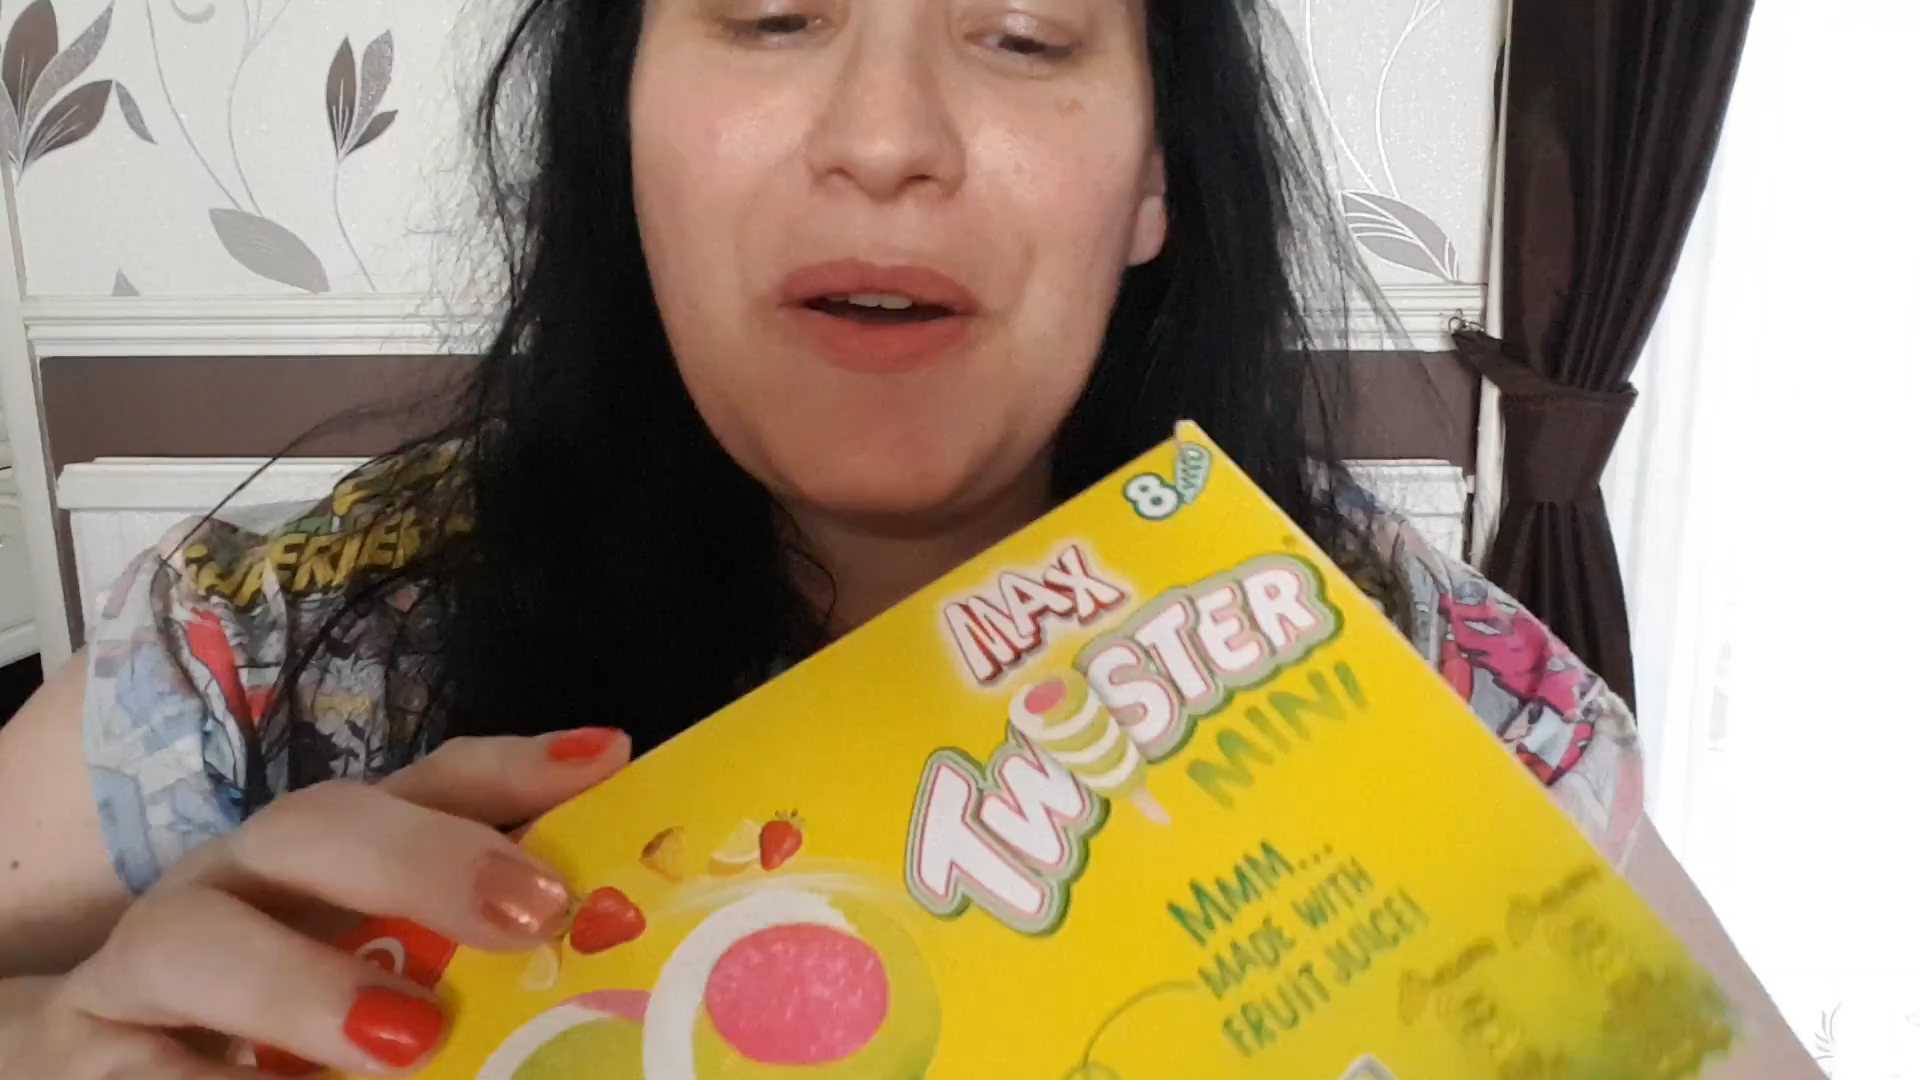 8
MAX
TWISTER
MINI
MMM...
MADE WITH
FRUIT JUICE!